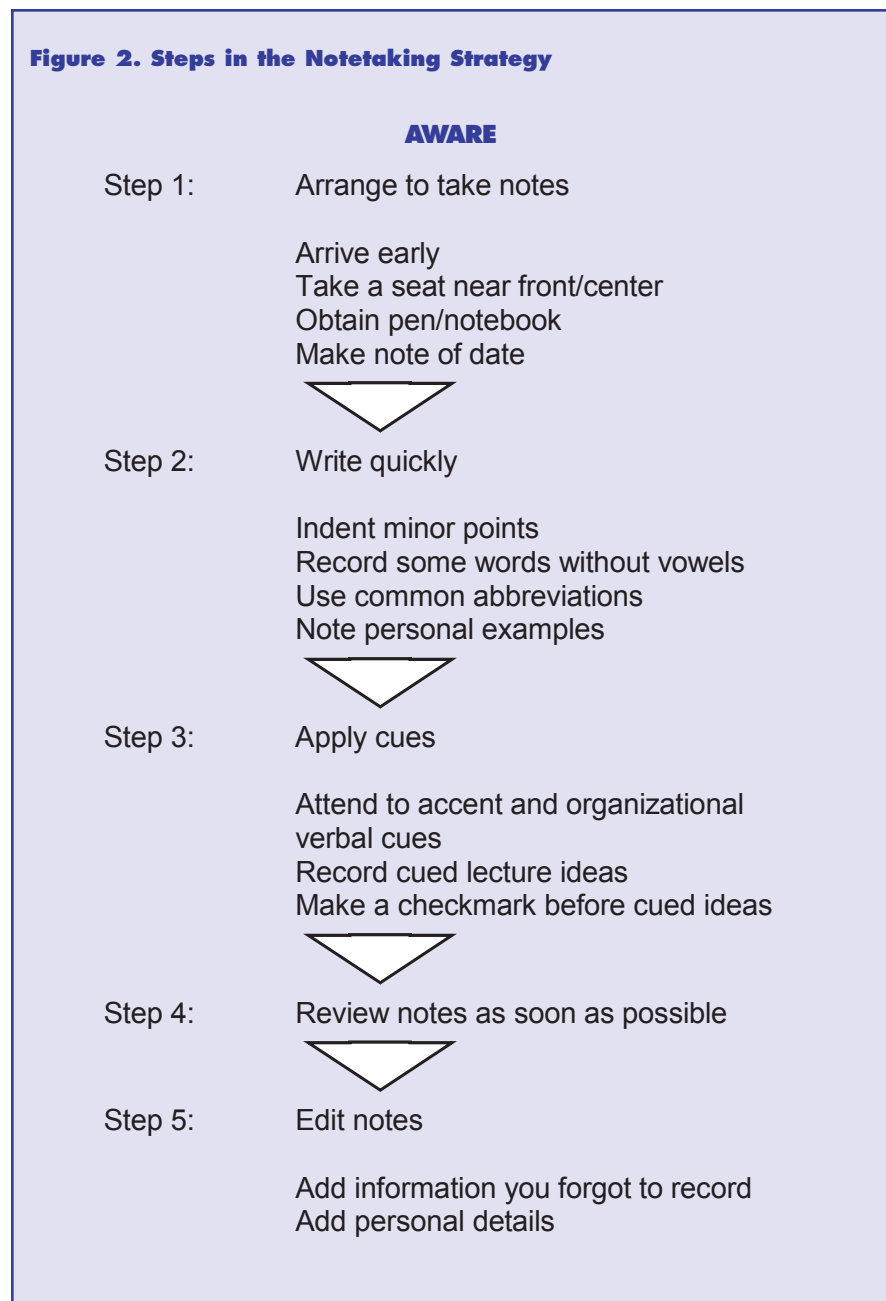 Figure 2. Steps in the Notetaking Strategy
AWARE
Step 1: Arrange to take notes
Arrive early
Take a seat near front/center
Obtain pen/notebook
Make note of date
Step 2: Write quickly
Indent minor points
Record some words without vowels
Use common abbreviations
Note personal examples
Step 3: Apply cues
Attend to accent and organizational
verbal cues
Record cued lecture ideas
Make a checkmark before cued ideas
Step 4: Review notes as soon as possible
Step 5: Edit notes
Add information you forgot to record
Add personal details